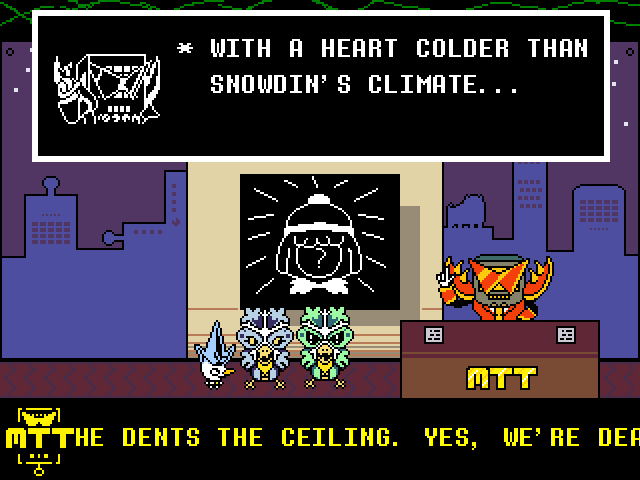 * WITH A HEART COLDER THAN
SNOWDIN'S CLIMATE...
?
MTT
MTT
HE DENTS THE CEILING. YES, WE'RE DEA